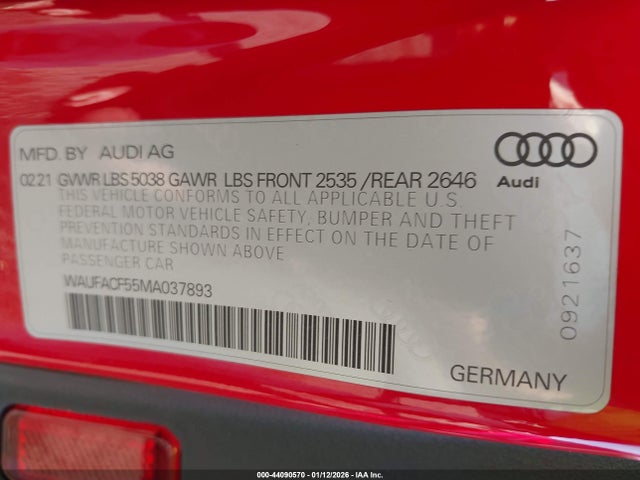 MFD. BY AUDI AG
02.21 GVWR LBS 5038 GAWR LBS FRONT 2535 /REAR 2646
THIS VEHICLE CONFORMS TO ALL APPLICABLE U.S.
FEDERAL MOTOR VEHICLE SAFETY, BUMPER AND THEFT
PREVENTION STANDARDS IN EFFECT ON THE DATE OF
MANUFACTURE SHOWN ABOVE
PASSENGER CAR
WAUFACF55MA037893
Audi
0921637
GERMANY
000-44090570 - 01/12/2026 - IAA Inc.